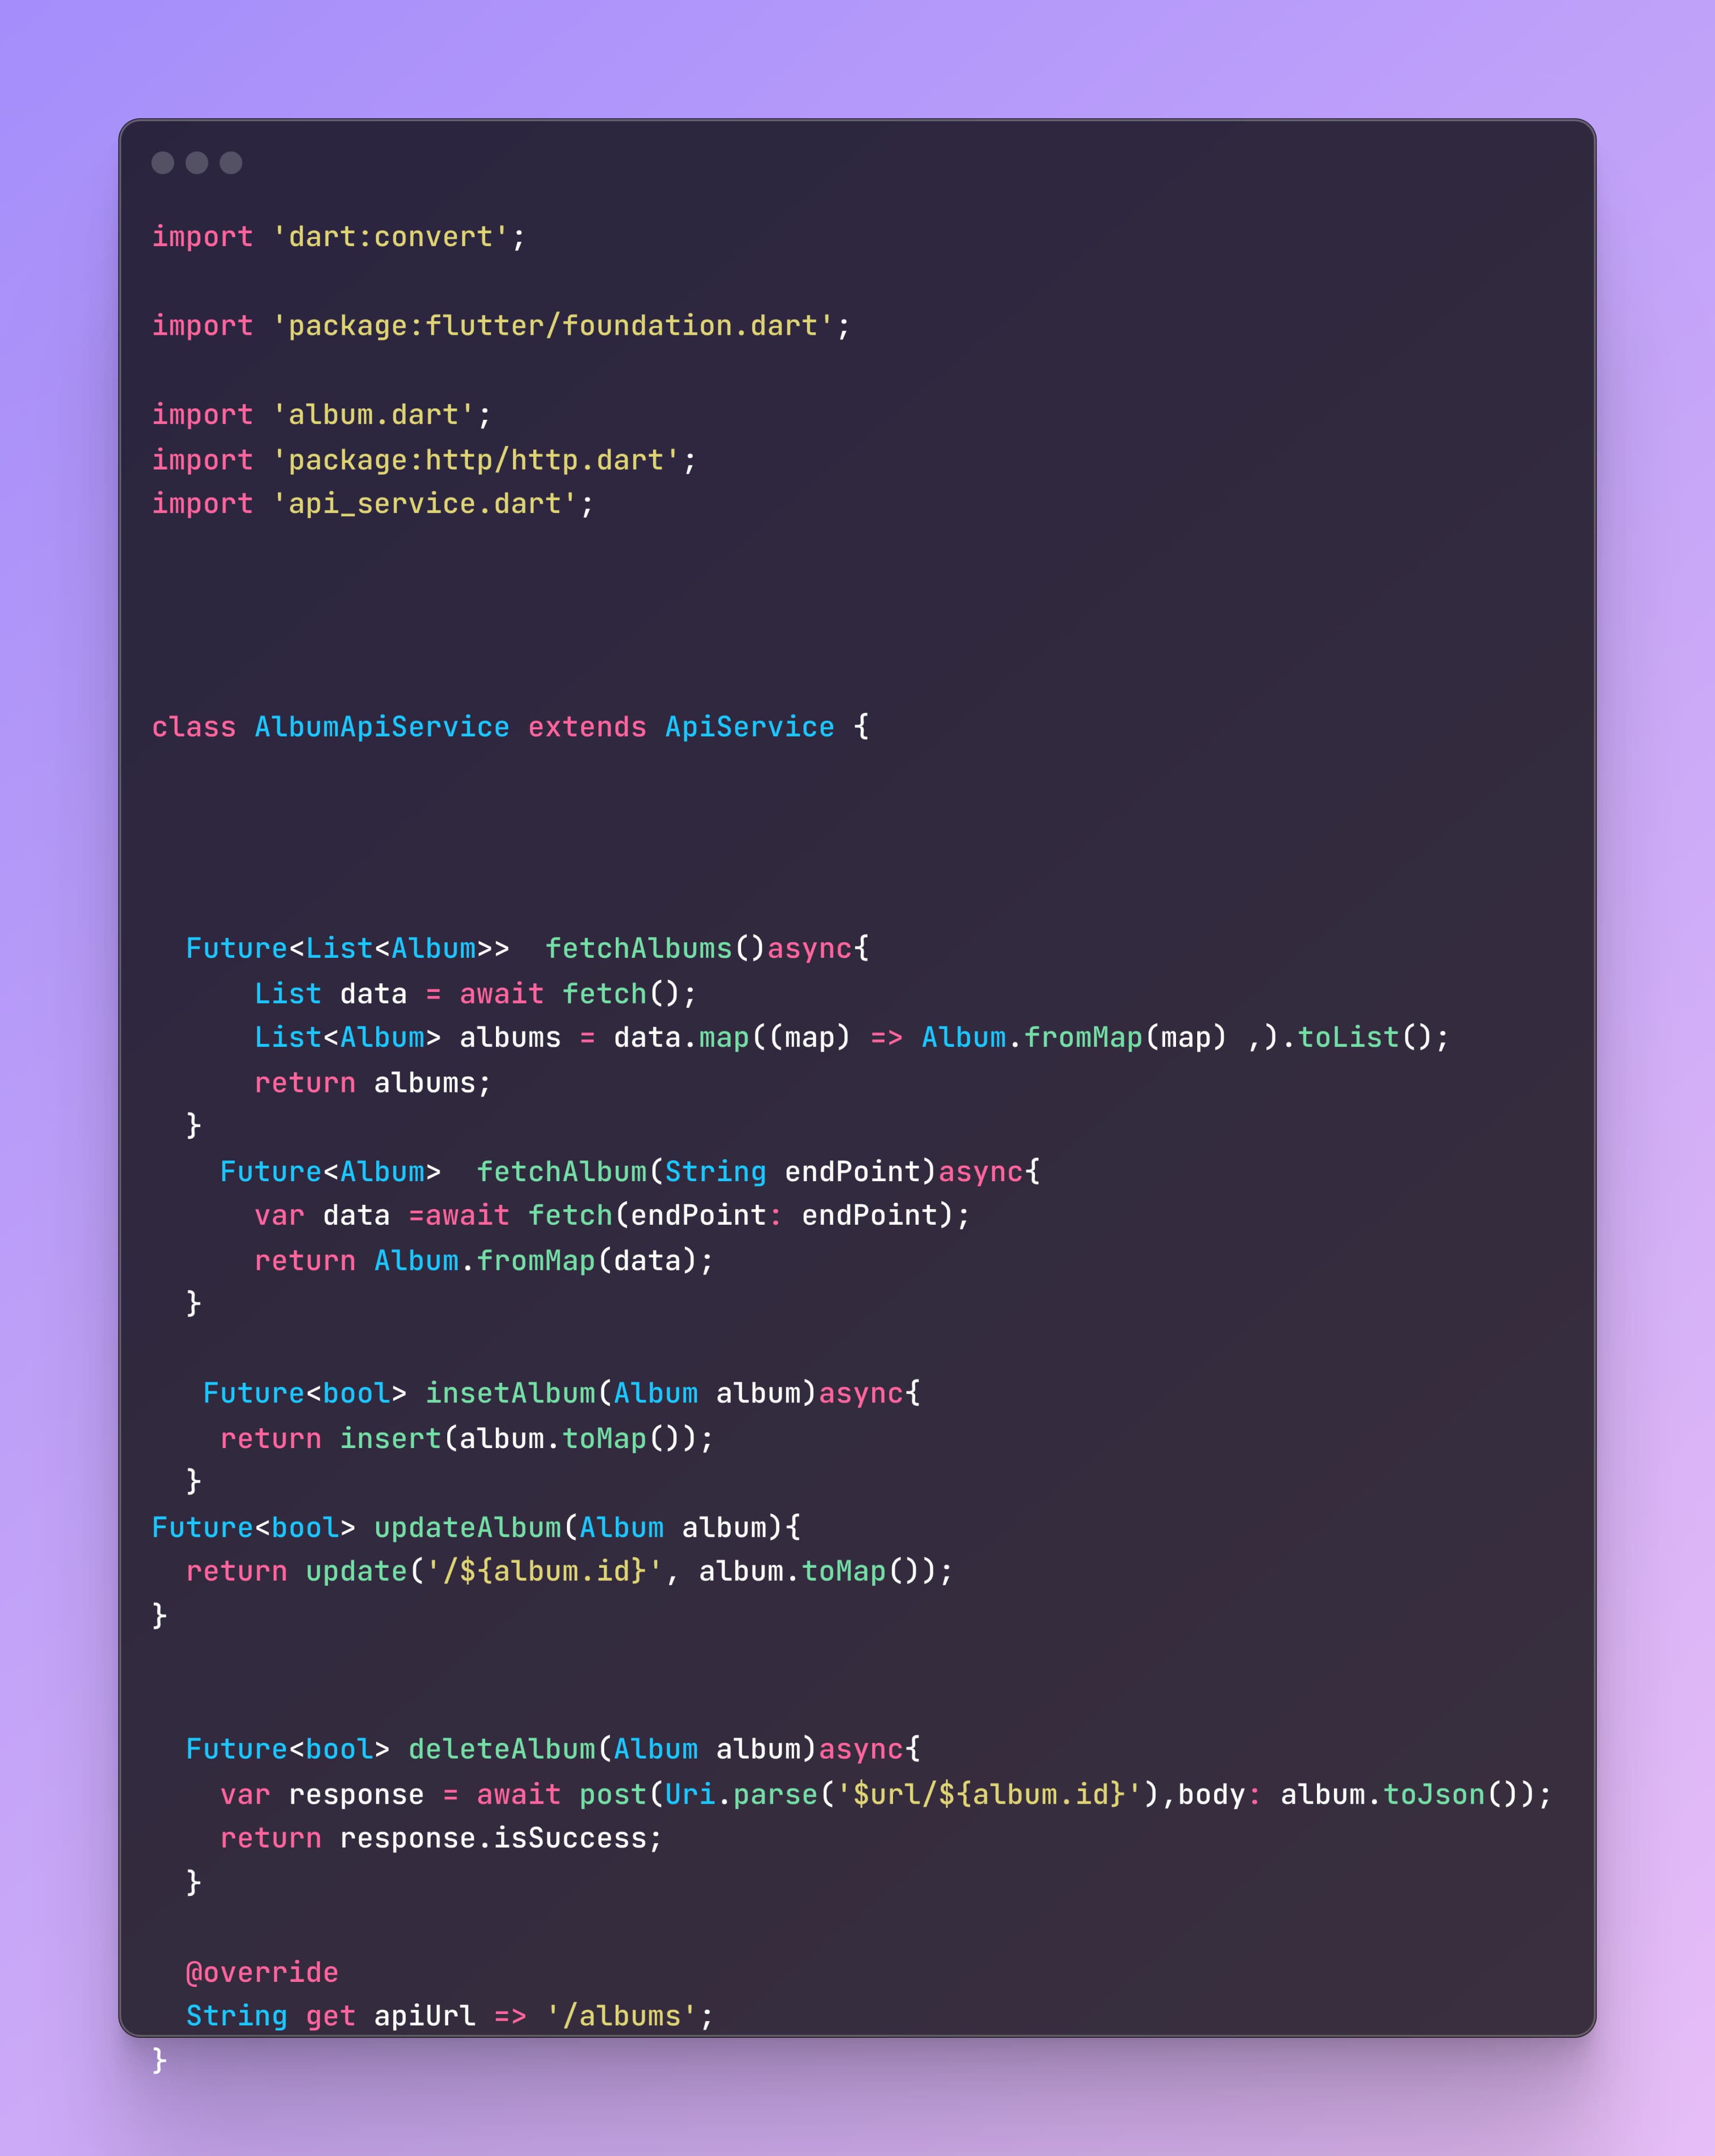 import 'dart:convert';
import 'package:flutter/foundation.dart';
import 'album.dart';
import 'package:http/http.dart';
import 'api_service.dart';
class AlbumApiService extends ApiService {
  Future<List<Album>>  fetchAlbums()async{
      List data = await fetch();
      List<Album> albums = data.map((map) => Album.fromMap(map) ,).toList();
      return albums;
  }
    Future<Album>  fetchAlbum(String endPoint)async{
      var data =await fetch(endPoint: endPoint);
      return Album.fromMap(data);
  }
   Future<bool> insetAlbum(Album album)async{
    return insert(album.toMap());
  }
Future<bool> updateAlbum(Album album){
  return update('/${album.id}', album.toMap());
}
  Future<bool> deleteAlbum(Album album)async{
    var response = await post(Uri.parse('$url/${album.id}'),body: album.toJson());
    return response.isSuccess;
  }
  @override
  String get apiUrl => '/albums';
}